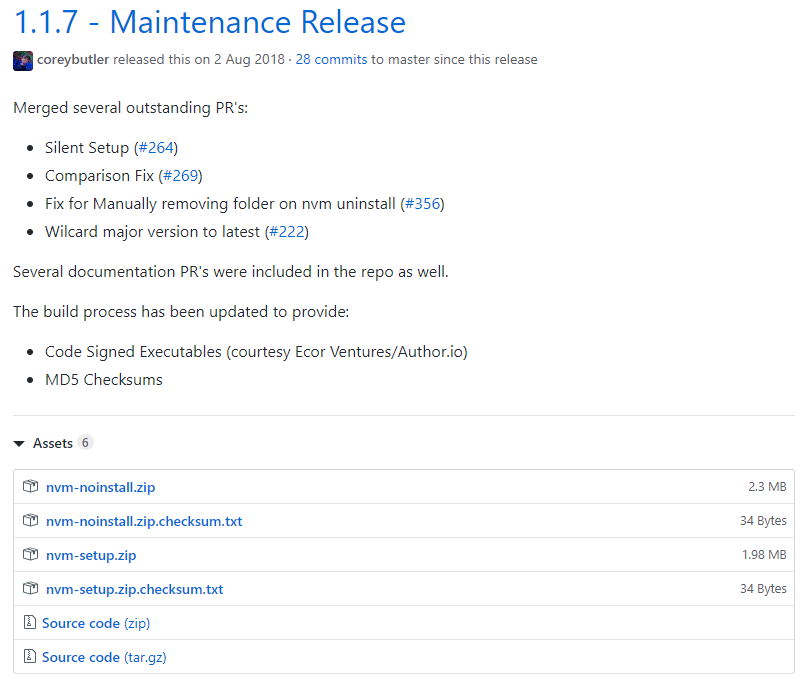 1.1.7 - Maintenance Release
coreybutler released this on 2 Aug 2018 · 28 commits to master since this release
Merged several outstanding PR's:
• Silent Setup (#264)
• Comparison Fix (#269)
• Fix for Manually removing folder on nvm uninstall (#356)
• Wilcard major version to latest (#222)
Several documentation PR's were included in the repo as well.
The build process has been updated to provide:
• Code Signed Executables (courtesy Ecor Ventures/Author.io)
• MD5 Checksums
Assets 6
nvm-noinstall.zip 2.3 MB
nvm-noinstall.zip.checksum.txt 34 Bytes
nvm-setup.zip 1.98 MB
nvm-setup.zip.checksum.txt 34 Bytes
Source code (zip)
Source code (tar.gz)